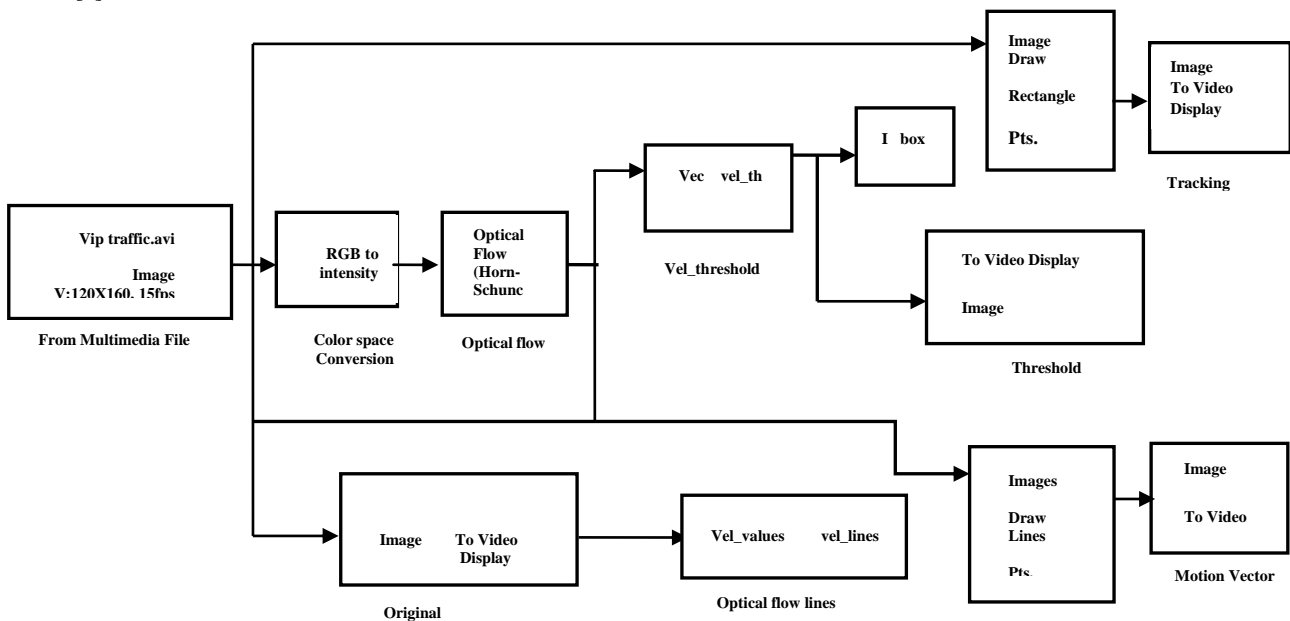 Image
Draw
Rectangle
Pts.
Image
To Video
Display
Tracking
I box
Vec vel_th
Vel_threshold
Vip traffic.avi
Image
V:120X160, 15fps
From Multimedia File
RGB to
intensity
Color space
Conversion
Optical
Flow
(Horn-
Schunc
Optical flow
To Video Display
Image
Threshold
Image To Video
Display
Original
Vel_values vel_lines
Optical flow lines
Images
Draw
Lines
Pts.
Image
To Video
Motion Vector